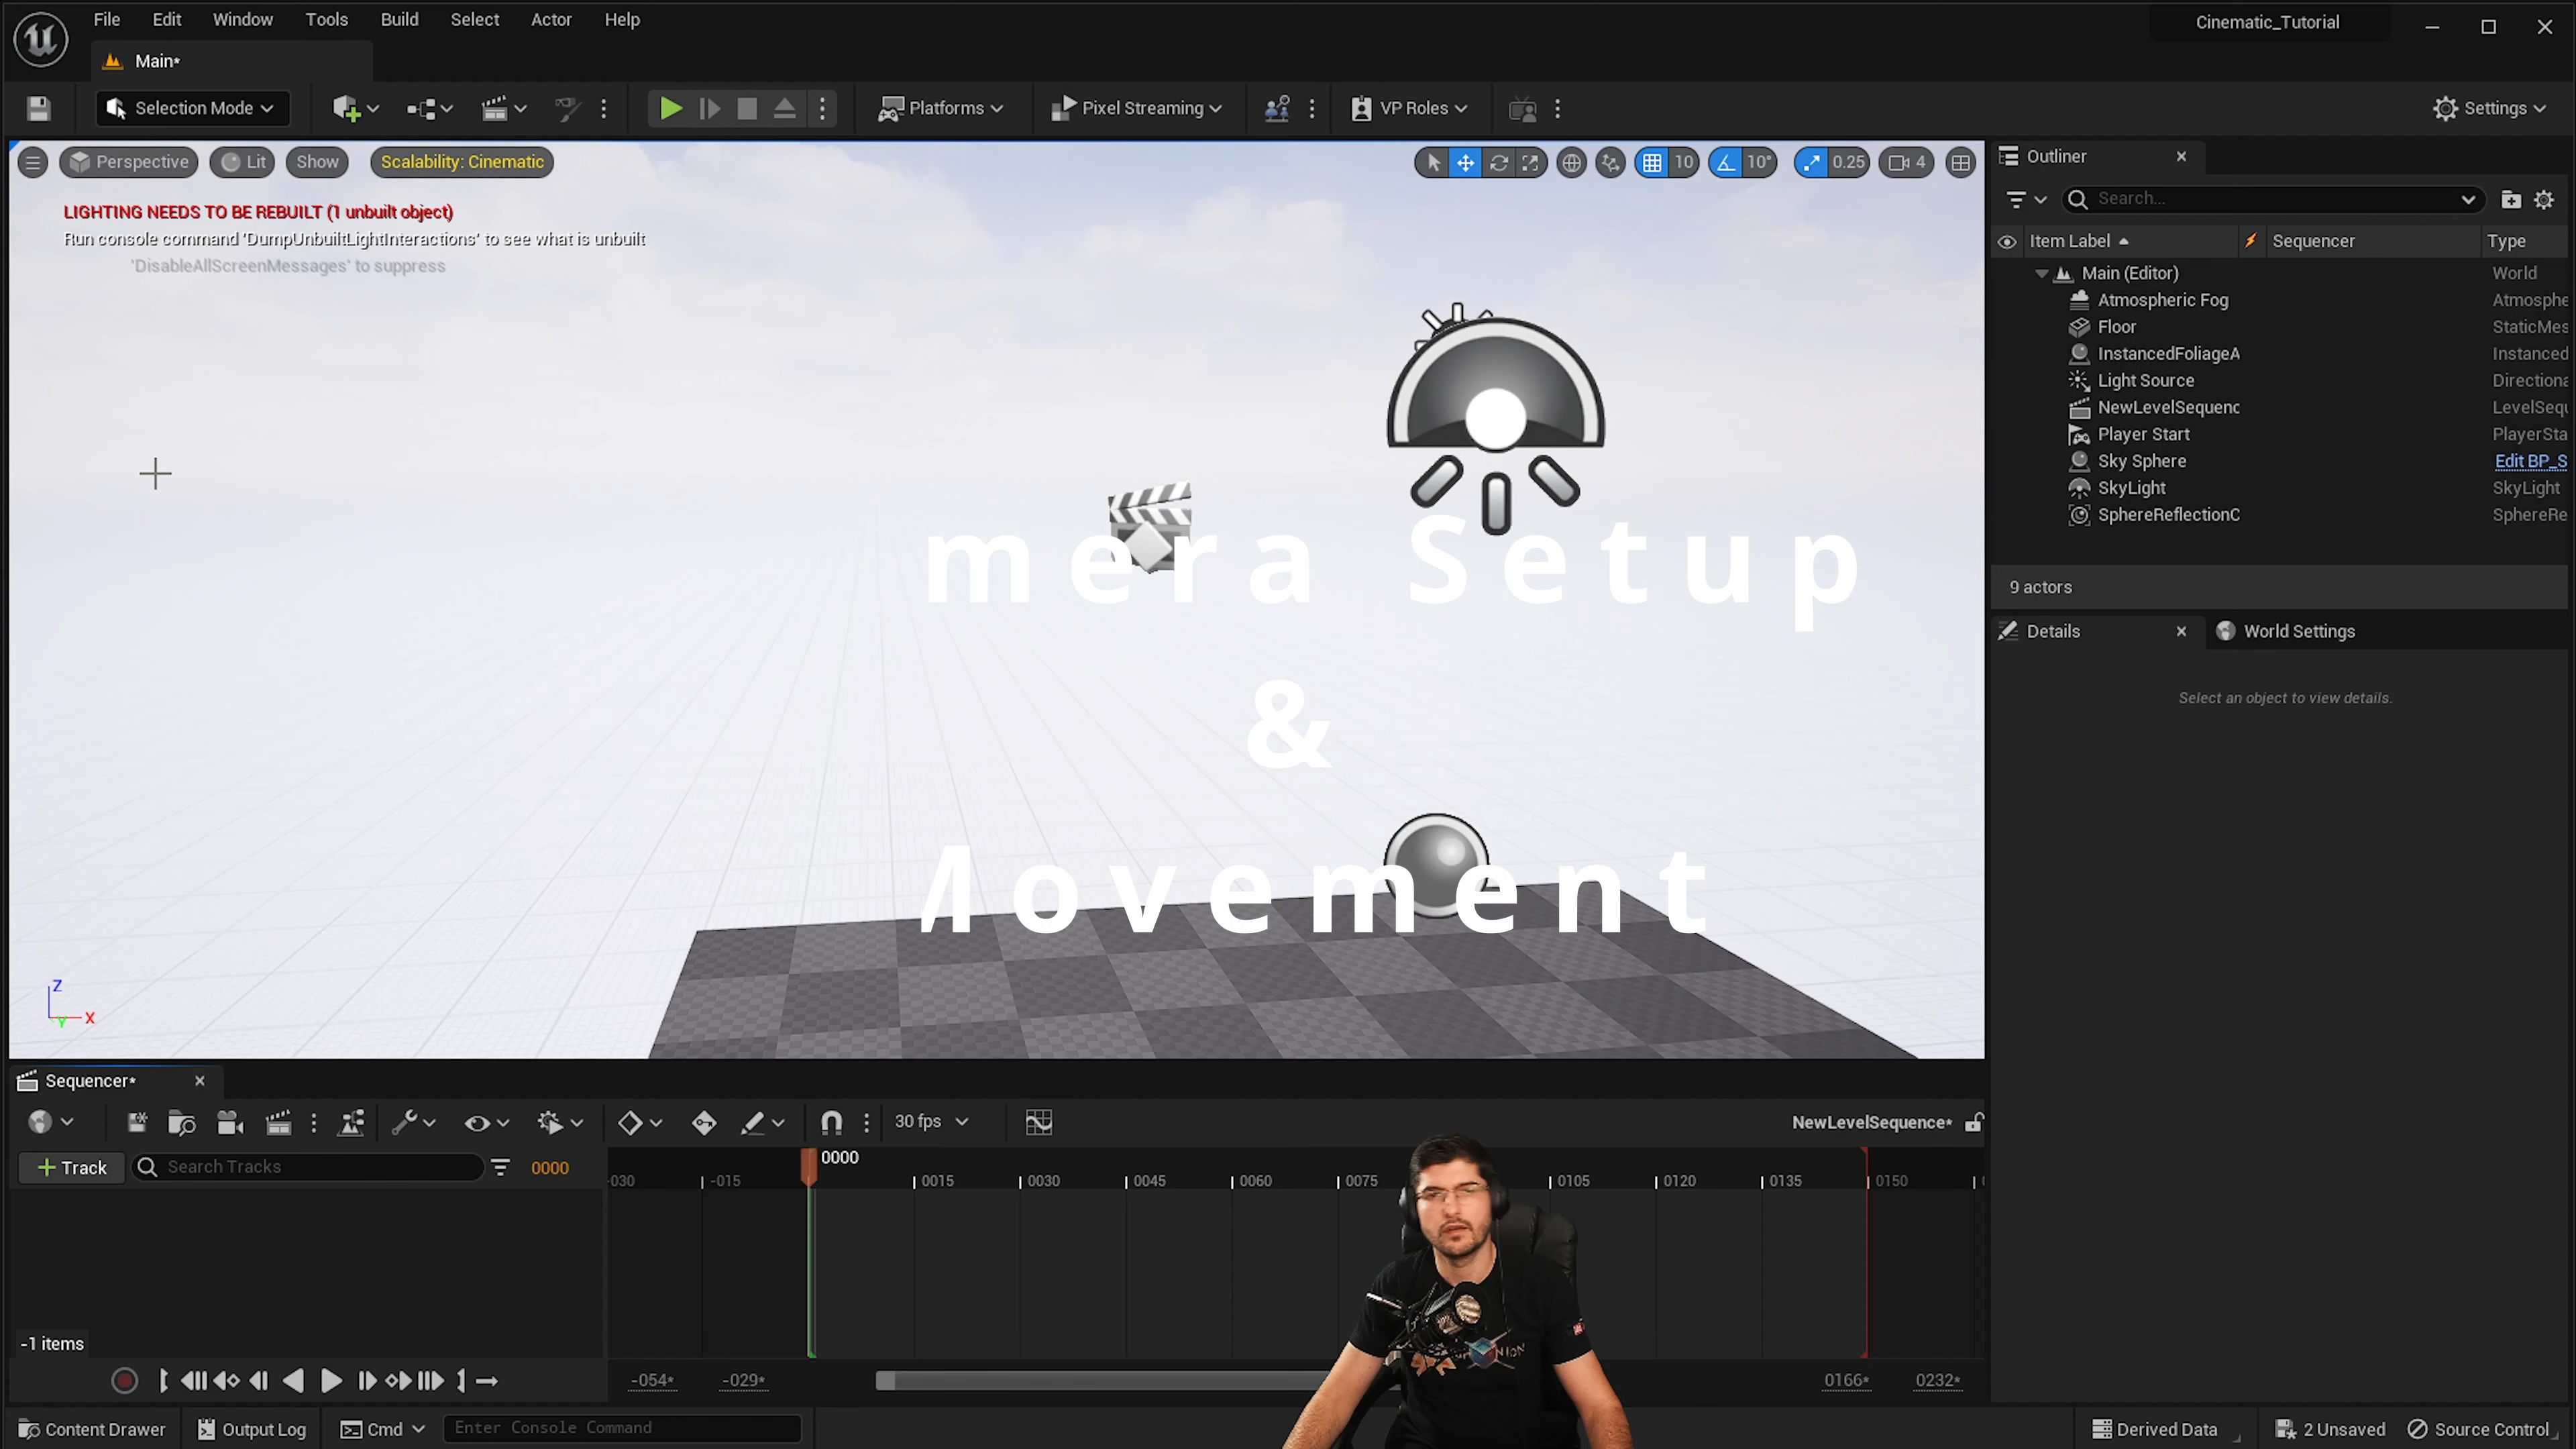 File Edit Window Tools Build Select Actor Help
Cinematic_Tutorial
Main*
Selection Mode
Platforms
Pixel Streaming
VP Roles
Settings
Perspective Lit Show Scalability: Cinematic
10 10° 0.25 4
LIGHTING NEEDS TO BE REBUILT (1 unbuilt object)
Run console command 'DumpUnbuiltLightInteractions' to see what is unbuilt
'DisableAllScreenMessages' to suppress
mera Setup
&
Movement
Z
Y X
Outliner
Search...
Item Label Sequencer Type
Main (Editor) World
Atmospheric Fog Atmosphe
Floor StaticMes
InstancedFoliageA Instanced
Light Source Directiona
NewLevelSequenc LevelSequ
Player Start PlayerSta
Sky Sphere Edit BP_S
SkyLight SkyLight
SphereReflectionC SphereRe
9 actors
Details World Settings
Select an object to view details.
Sequencer*
30 fps
NewLevelSequence*
+ Track Search Tracks 0000
0000
-030 -015 0015 0030 0045 0060 0075 0105 0120 0135 0150
-1 items
-054* -029* 0166* 0232*
Content Drawer Output Log Cmd Enter Console Command
Derived Data 2 Unsaved Source Control